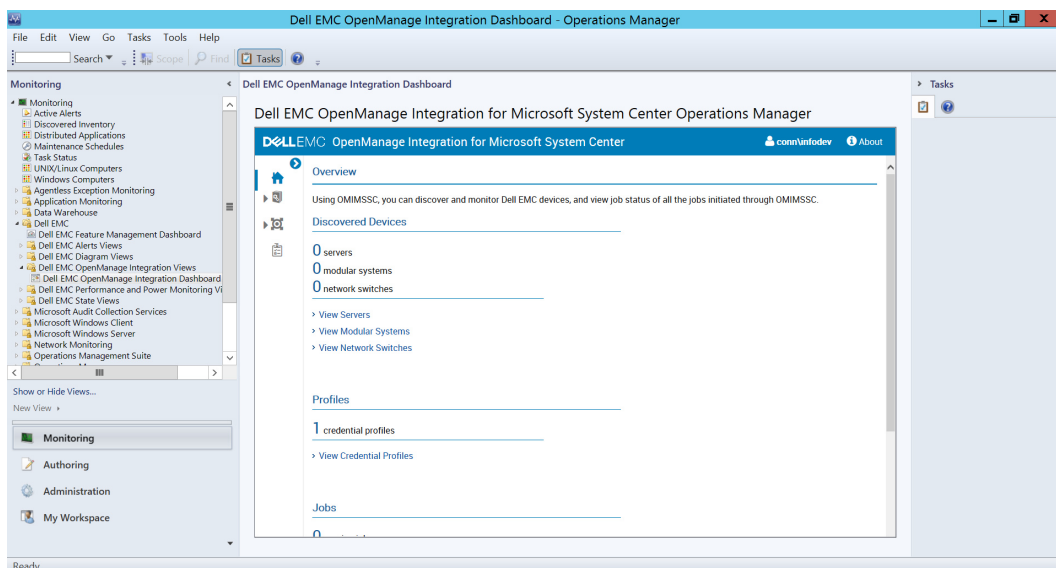 Dell EMC OpenManage Integration Dashboard - Operations Manager
File Edit View Go Tasks Tools Help
Search Scope Find Tasks
Monitoring
Monitoring
Active Alerts
Discovered Inventory
Distributed Applications
Maintenance Schedules
Task Status
UNIX/Linux Computers
Windows Computers
Agentless Exception Monitoring
Application Monitoring
Data Warehouse
Dell EMC
Dell EMC Feature Management Dashboard
Dell EMC Alerts Views
Dell EMC Diagram Views
Dell EMC OpenManage Integration Views
Dell EMC OpenManage Integration Dashboard
Dell EMC Performance and Power Monitoring Vi
Dell EMC State Views
Microsoft Audit Collection Services
Microsoft Windows Client
Microsoft Windows Server
Network Monitoring
Operations Management Suite
Show or Hide Views...
New View
Monitoring
Authoring
Administration
My Workspace
Ready
Dell EMC OpenManage Integration Dashboard
Dell EMC OpenManage Integration for Microsoft System Center Operations Manager
DELLEMC OpenManage Integration for Microsoft System Center
conn\infodev About
Overview
Using OMIMSSC, you can discover and monitor Dell EMC devices, and view job status of all the jobs initiated through OMIMSSC.
Discovered Devices
0 servers
0 modular systems
0 network switches
View Servers
View Modular Systems
View Network Switches
Profiles
1 credential profiles
View Credential Profiles
Jobs
0
Tasks